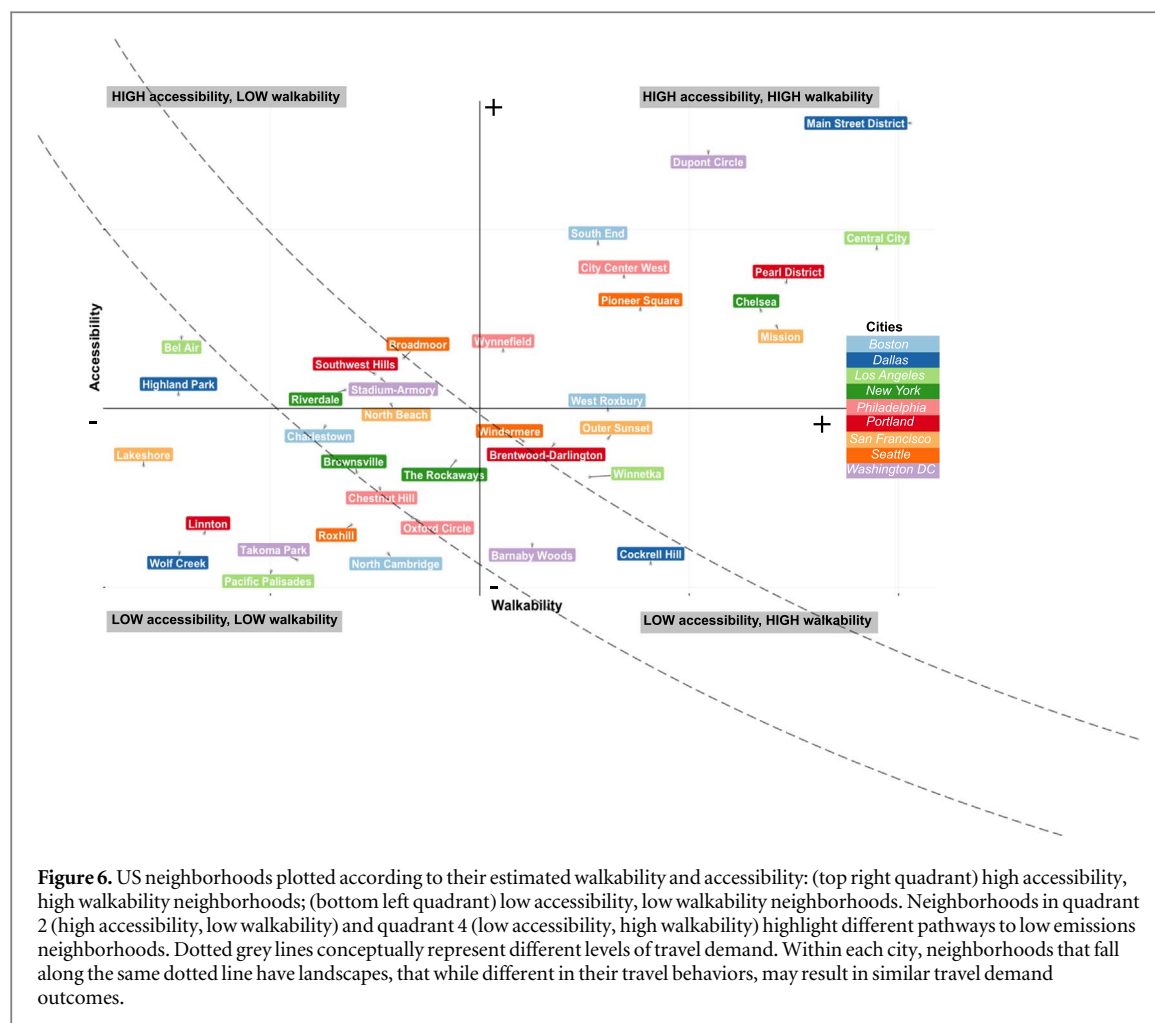 HIGH accessibility, LOW walkability
HIGH accessibility, HIGH walkability
+
Main Street District
Dupont Circle
South End
Central City
City Center West
Pearl District
Pioneer Square
Chelsea
Mission
Accessibility
Bel Air
Broadmoor
Wynnefield
Southwest Hills
Highland Park
Stadium-Armory
Riverdale
North Beach
West Roxbury
-
+
Charlestown
Windermere
Outer Sunset
Lakeshore
Brownsville
The Rockaways
Brentwood-Darlington
Winnetka
Chestnut Hill
Linnton
Roxhill
Oxford Circle
Takoma Park
Wolf Creek
North Cambridge
Barnaby Woods
Cockrell Hill
Pacific Palisades
-
Walkability
LOW accessibility, LOW walkability
LOW accessibility, HIGH walkability
Cities
Boston
Dallas
Los Angeles
New York
Philadelphia
Portland
San Francisco
Seattle
Washington DC
Figure 6. US neighborhoods plotted according to their estimated walkability and accessibility: (top right quadrant) high accessibility,
high walkability neighborhoods; (bottom left quadrant) low accessibility, low walkability neighborhoods. Neighborhoods in quadrant
2 (high accessibility, low walkability) and quadrant 4 (low accessibility, high walkability) highlight different pathways to low emissions
neighborhoods. Dotted grey lines conceptually represent different levels of travel demand. Within each city, neighborhoods that fall
along the same dotted line have landscapes, that while different in their travel behaviors, may result in similar travel demand
outcomes.